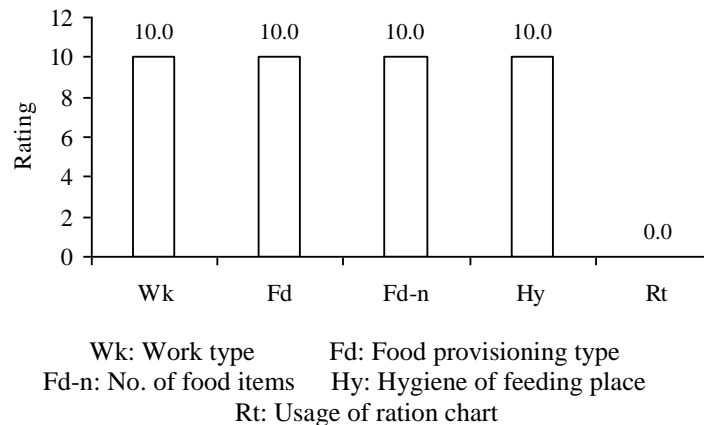 12
10
8
6
4
2
0
Rating
10.0 10.0 10.0 10.0 0.0
Wk Fd Fd-n Hy Rt
Wk: Work type Fd: Food provisioning type
Fd-n: No. of food items Hy: Hygiene of feeding place
Rt: Usage of ration chart